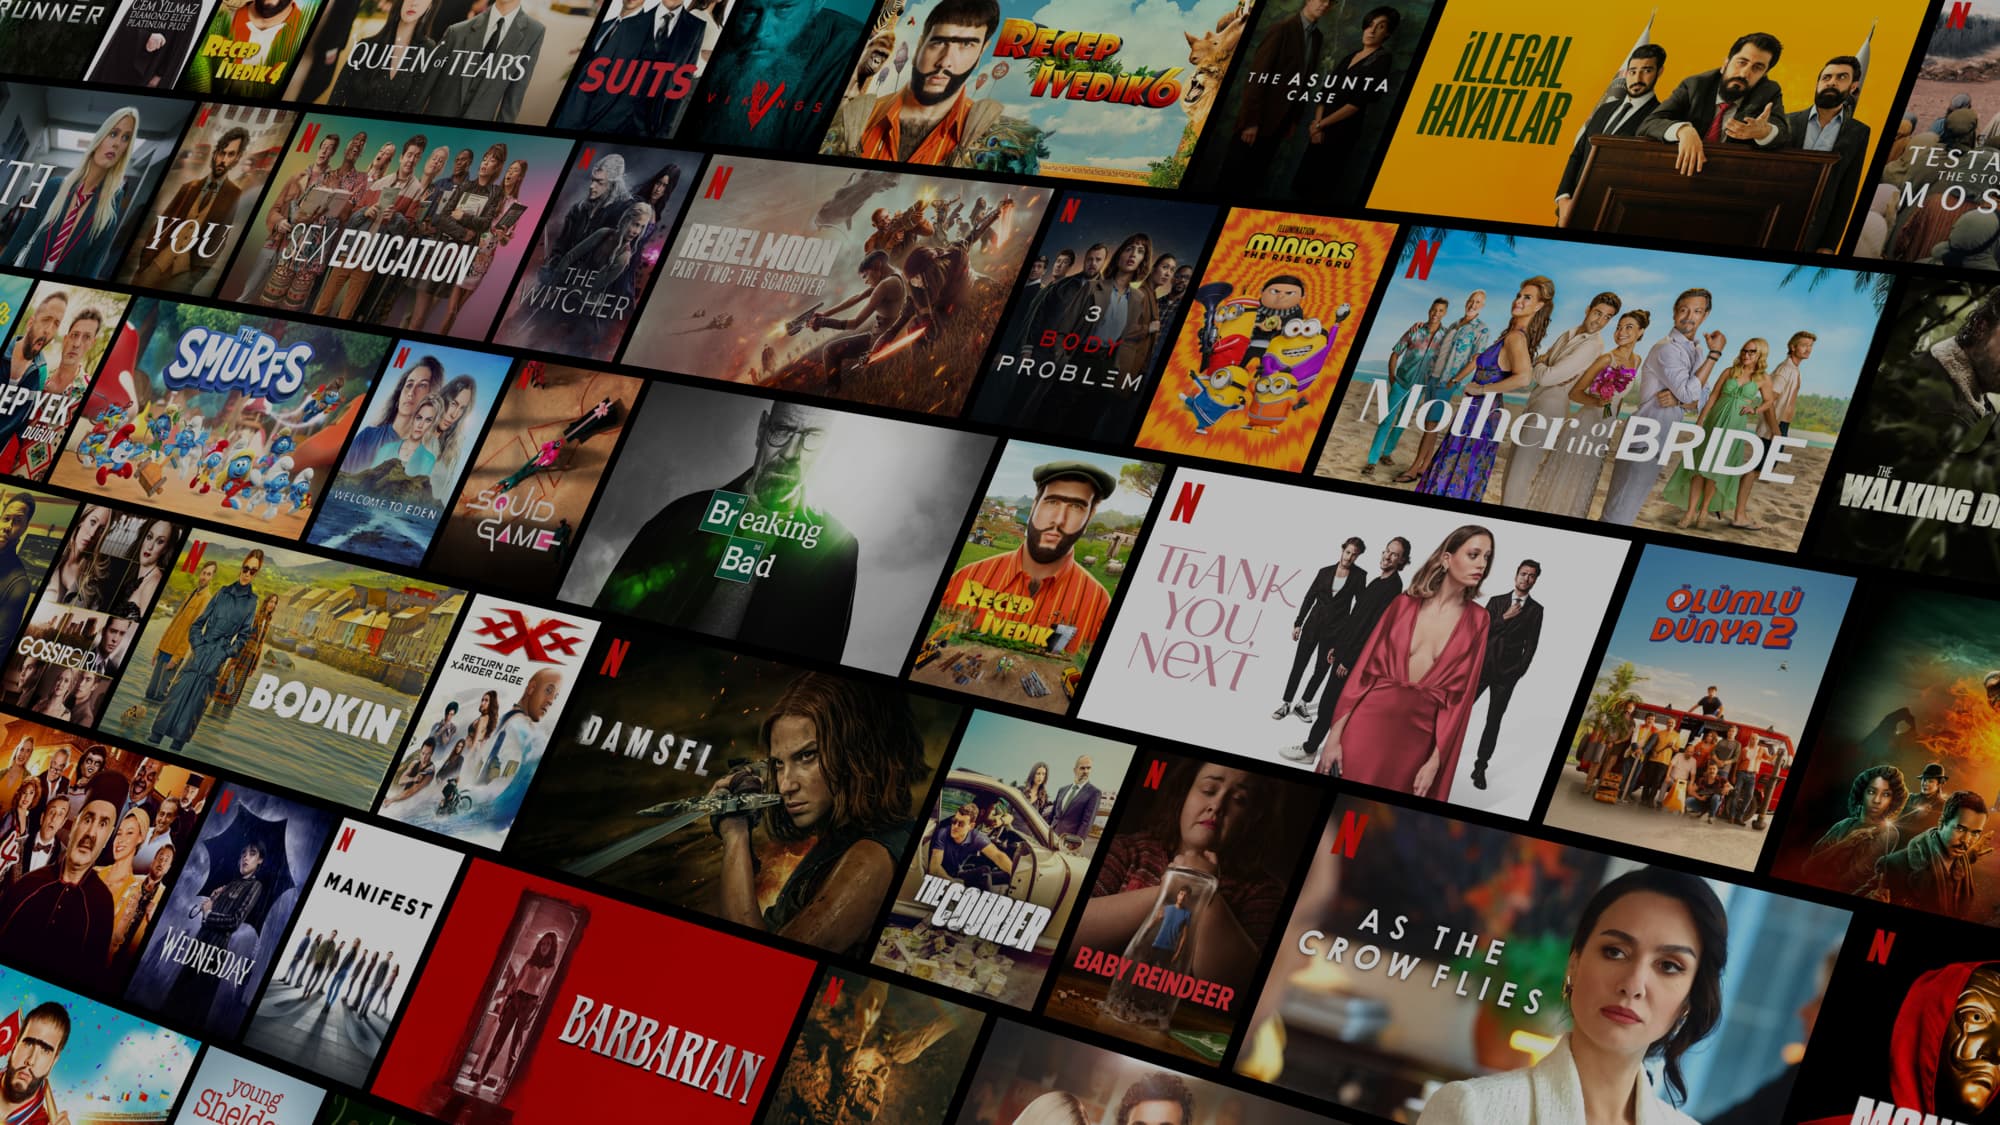 RUNNER
CEM YILMAZ
DIAMOND ELITE
PLATINUM PLUS
RECEP
İVEDİK 4
QUEEN of TEARS
SUITS
VIKINGS
RECEP
İVEDİK 6
THE ASUNTA
CASE
İLLEGAL
HAYATLAR
N
TESTA
THE STO
MOS
N
YOU
N
SEX EDUCATION
N
THE
WITCHER
N
REBEL MOON
PART TWO: THE SCARGIVER
N
3
BODY
PROBLEM
ILLUMINATION
MINIONS
THE RISE OF GRU
N
Mother of the BRIDE
THE
WALKING D
EP YEK
DÜĞÜN
THE
SMURFS
N
WELCOME TO EDEN
N
SQUID
GAME
35
Breaking
56
Bad
RECEP
İVEDİK 7
N
THANK
YOU,
NEXT
ÖLÜMLÜ
DÜNYA 2
GOSSIP GIRL
N
BODKIN
xXx
RETURN OF
XANDER CAGE
N
DAMSEL
THE
COURIER
N
BABY REINDEER
N
AS THE
CROW FLIES
N
N
WEDNESDAY
N
MANIFEST
BARBARIAN
N
young
Sheldo